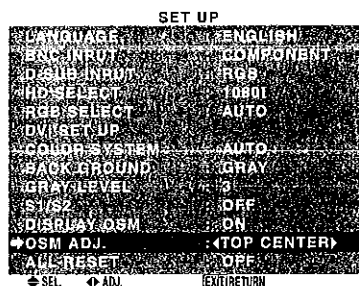 SET UP
LANGUAGE : ENGLISH
BNC INPUT : COMPONENT
D-SUB INPUT : RGB
HD SELECT : 1080I
RGB SELECT : AUTO
DVI SET UP
COLOUR SYSTEM : AUTO
BACK GROUND : GRAY
GRAY LEVEL : 3
S1/S2 : OFF
DISPLAY OSM : ON
➡OSM ADJ. : ◀TOP CENTER▶
ALL RESET : OFF
SEL. ADJ. EXIT RETURN